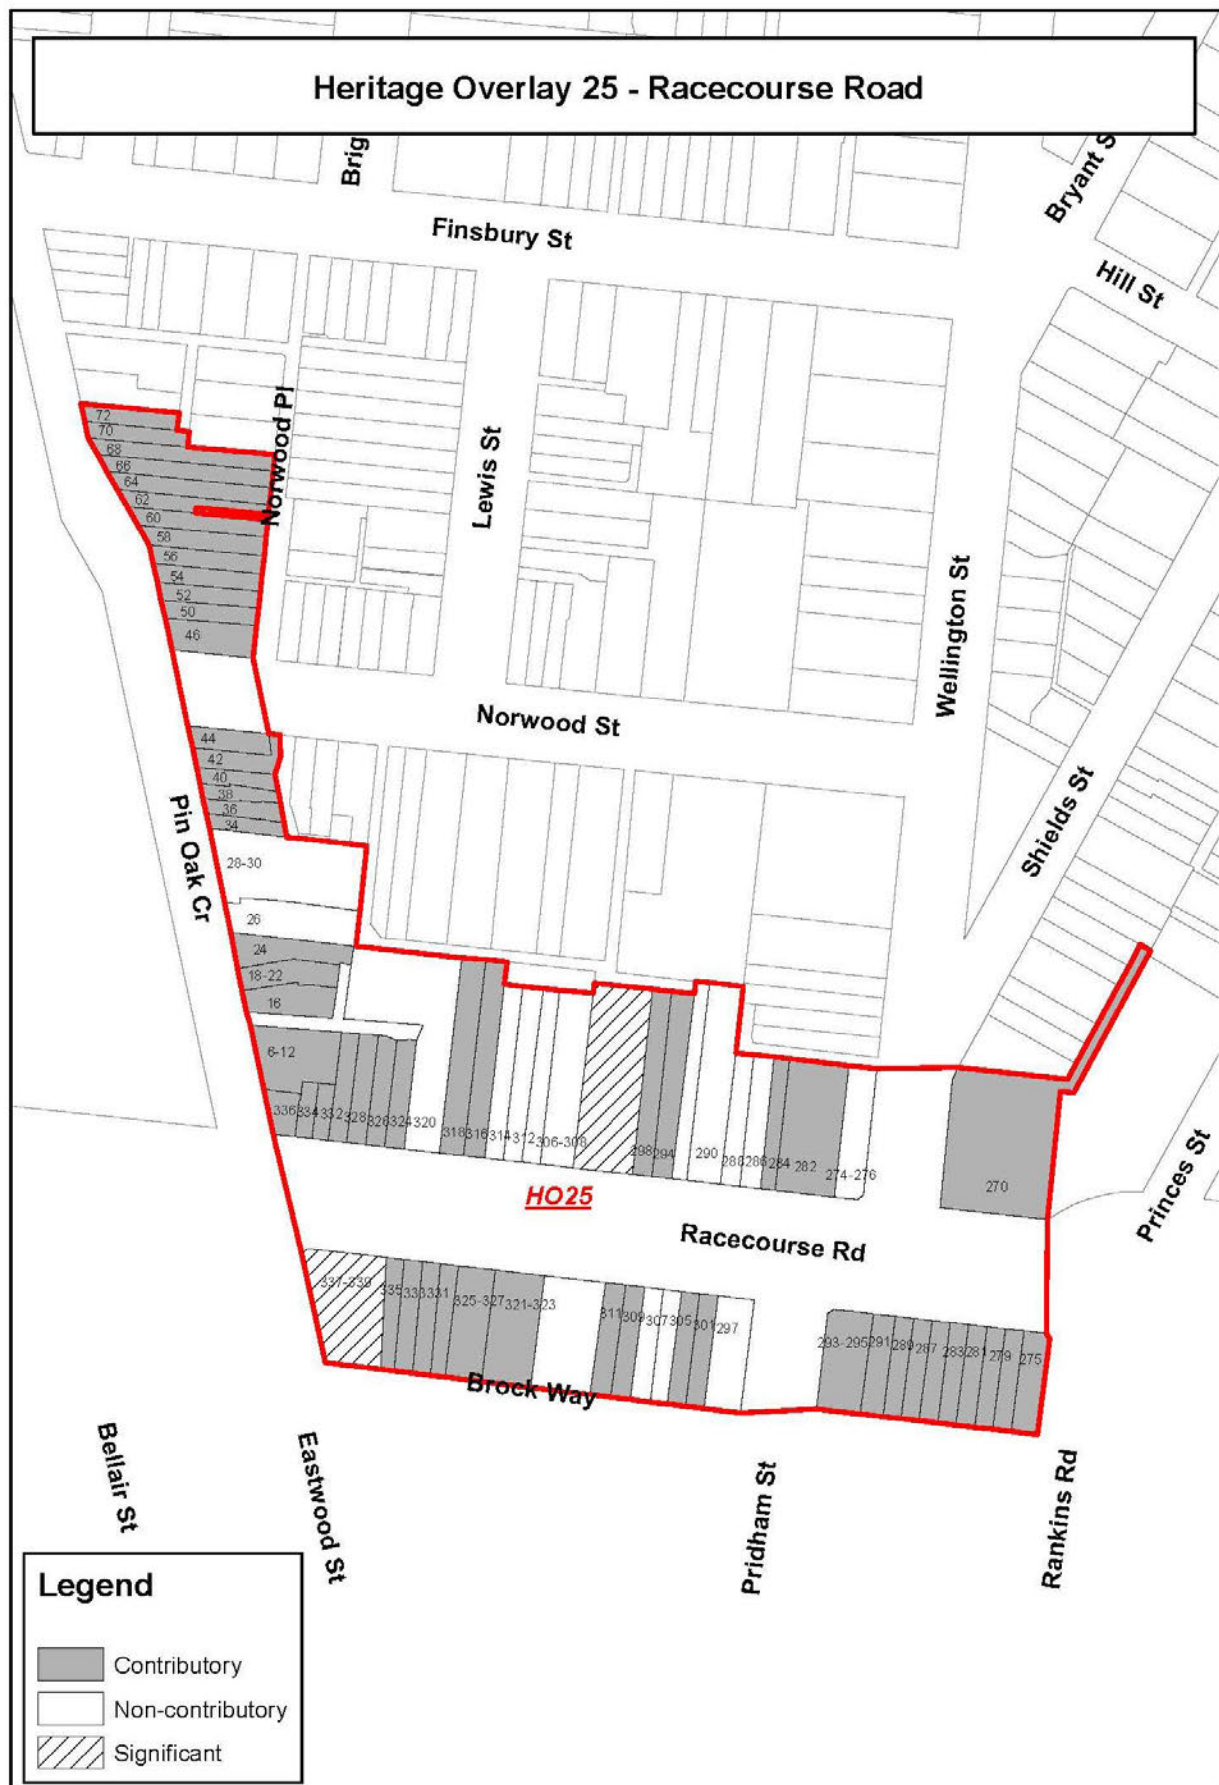 Heritage Overlay 25 - Racecourse Road
Brig
Bryant S
Finsbury St
Hill St
Norwood Pl
Lewis St
72
70
68
66
64
62
60
58
56
54
52
50
46
Wellington St
Norwood St
44
42
40
38
36
34
Pin Oak Cr
Shields St
28-30
26
24
18-22
16
6-12
336
334
332
328
326
324
320
318
316
314
312
306-308
298
294
290
288
286
284
282
274-276
270
Princes St
HO25
Racecourse Rd
337-339
335
333
331
325-327
321-323
311
309
307
305
301
297
293-295
291
289
287
283
281
279
275
Brock Way
Bellair St
Eastwood St
Pridham St
Rankins Rd
Legend
Contributory
Non-contributory
Significant